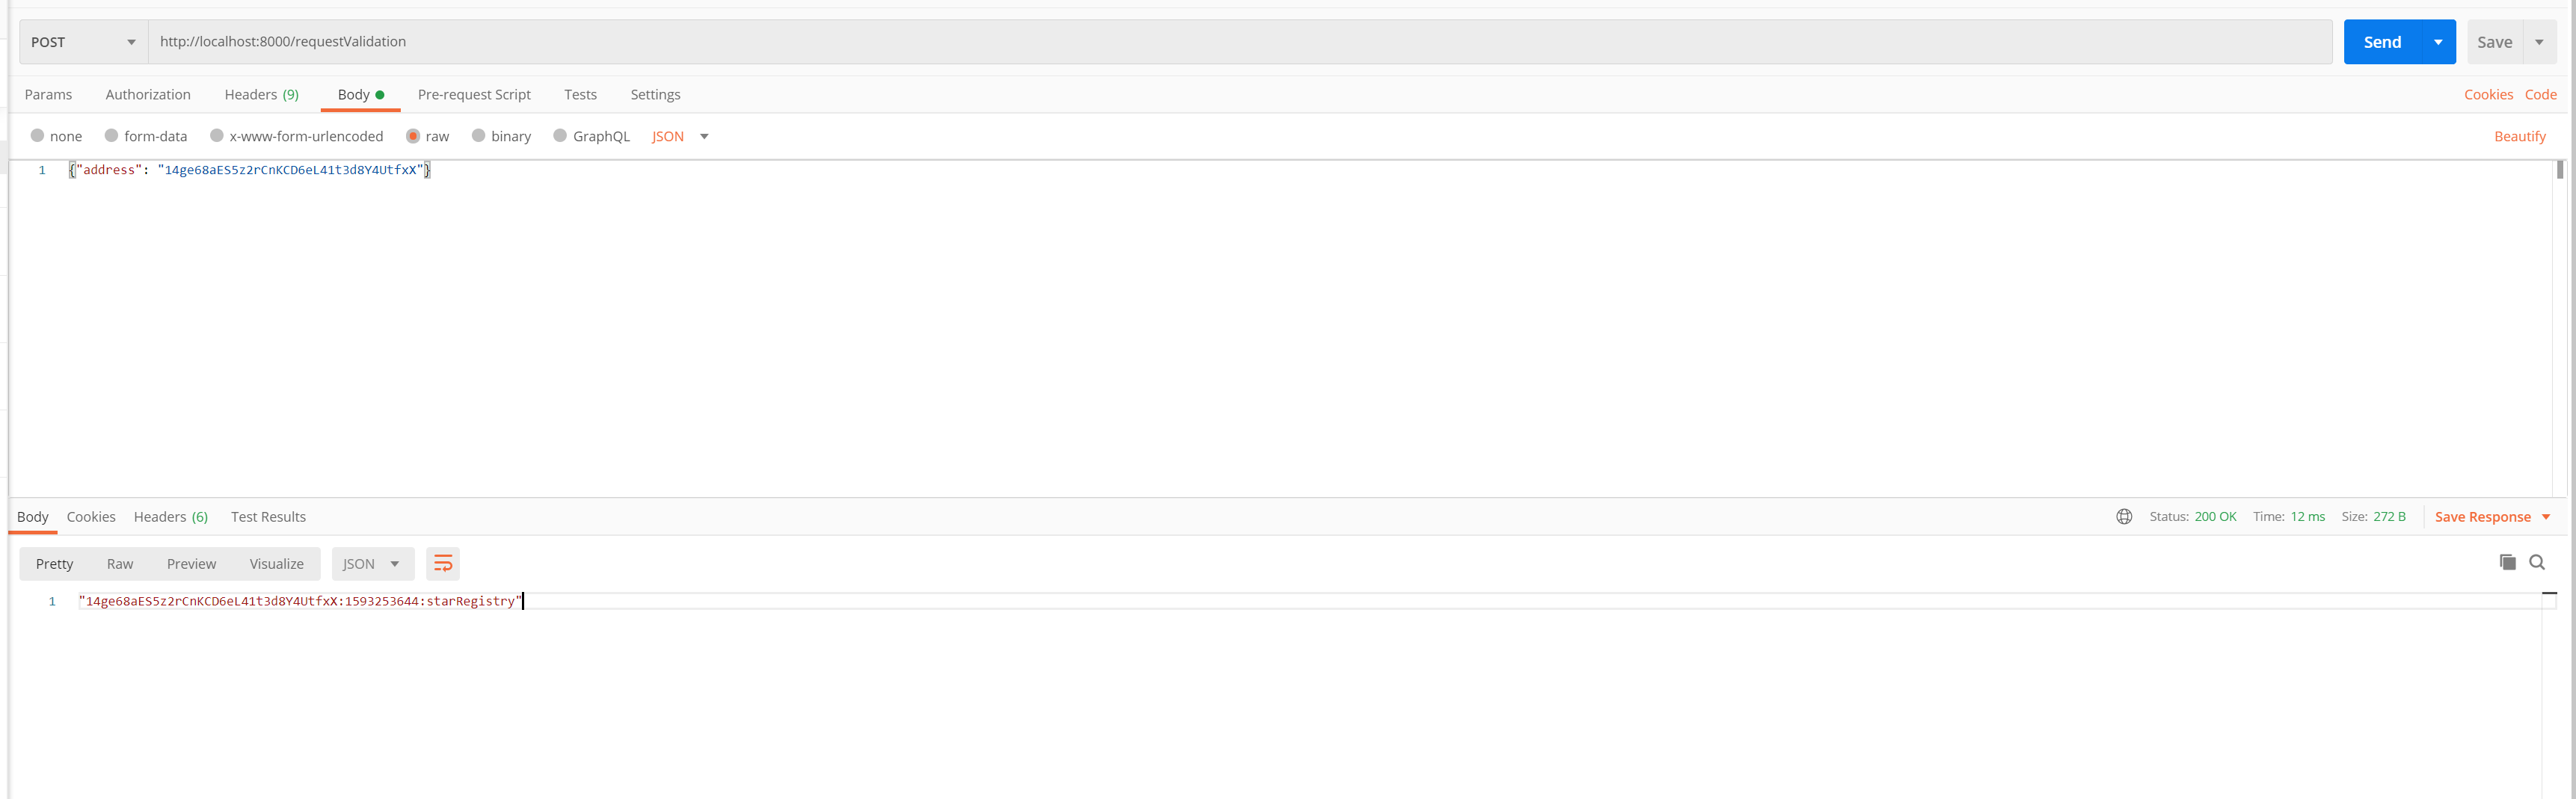 POST http://localhost:8000/requestValidation Send Save
Params Authorization Headers (9) Body Pre-request Script Tests Settings Cookies Code
none form-data x-www-form-urlencoded raw binary GraphQL JSON Beautify
1 {"address": "14ge68aES5z2rCnKCD6eL41t3d8Y4UtfxX"}
Body Cookies Headers (6) Test Results Status: 200 OK Time: 12 ms Size: 272 B Save Response
Pretty Raw Preview Visualize JSON
1 "14ge68aES5z2rCnKCD6eL41t3d8Y4UtfxX:1593253644:starRegistry"